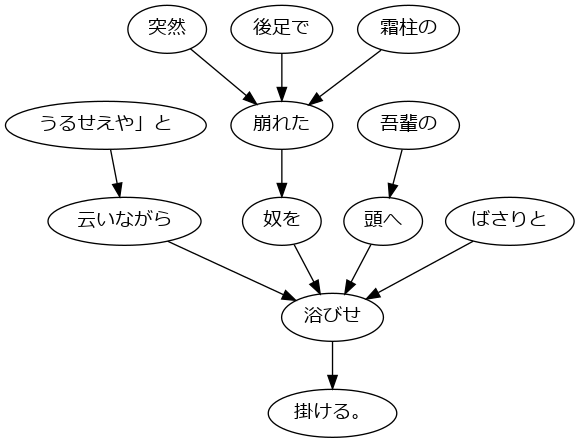 突然 後足で 霜柱の
うるせえや」と 崩れた 吾輩の
云いながら 奴を 頭へ ばさりと
浴びせ
掛ける。